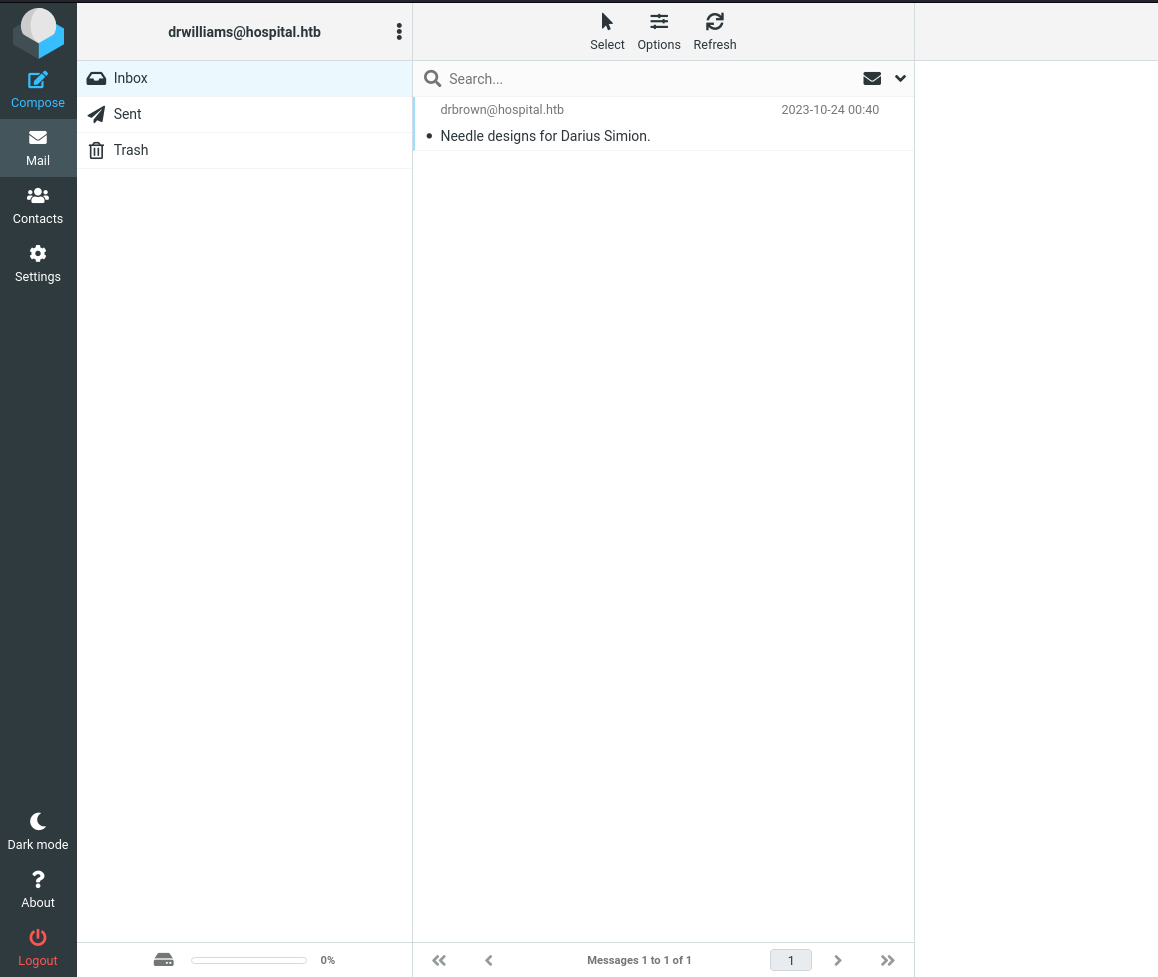 drwilliams@hospital.htb
Select
Options
Refresh
Compose
Mail
Contacts
Settings
Inbox
Sent
Trash
Search...
drbrown@hospital.htb 2023-10-24 00:40
Needle designs for Darius Simion.
Dark mode
About
Logout
0%
Messages 1 to 1 of 1
1